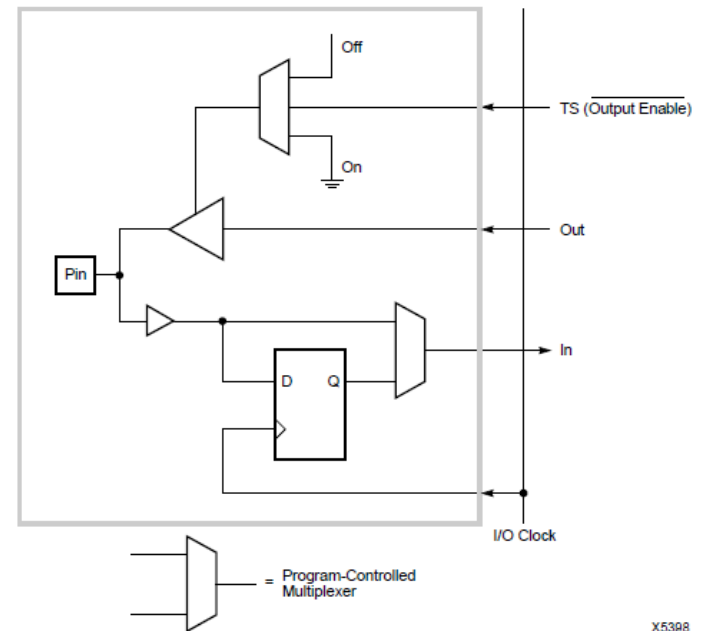 Off
TS (Output Enable)
On
Out
Pin
In
D Q
I/O Clock
= Program-Controlled
Multiplexer
X5398